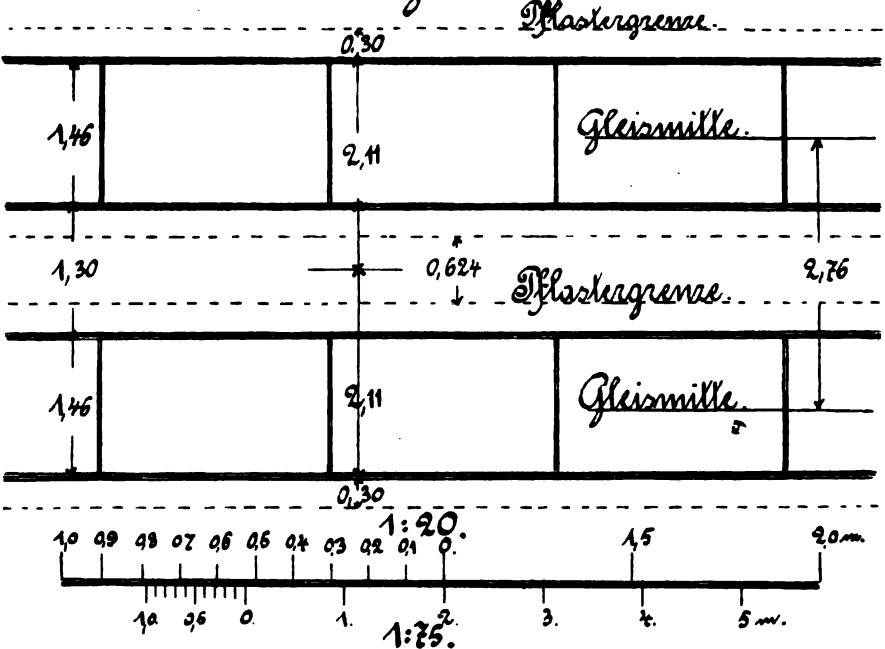 Pflastergrenze.
0,30
1,46
2,11
Gleismitte.
1,30
0,624
Pflastergrenze.
2,76
1,46
2,11
Gleismitte.
0,30
1:20.
1,0 0,9 0,8 0,7 0,6 0,5 0,4 0,3 0,2 0,1 0. 1,5 2,0 m.
1,0. 0,5 0. 1. 2. 3. 4. 5 m.
1:75.